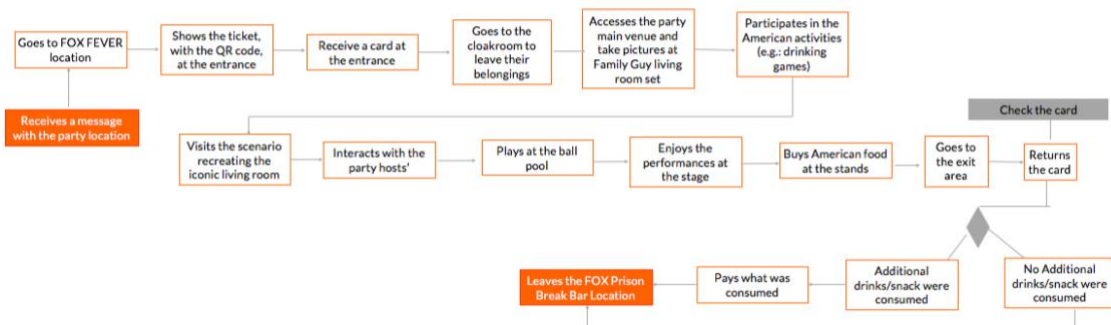 Goes to FOX FEVER
location
Shows the ticket,
with the QR code,
at the entrance
Receive a card at
the entrance
Goes to the
cloakroom to
leave their
belongings
Accesses the party
main venue and
take pictures at
Family Guy living
room set
Participates in the
American activities
(e.g.: drinking
games)
Receives a message
with the party location
Visits the scenario
recreating the
iconic living room
Interacts with the
party hosts'
Plays at the ball
pool
Enjoys the
performances at
the stage
Buys American food
at the stands
Goes to
the exit
area
Check the card
Returns
the card
Leaves the FOX Prison
Break Bar Location
Pays what was
consumed
Additional
drinks/snack were
consumed
No Additional
drinks/snack were
consumed